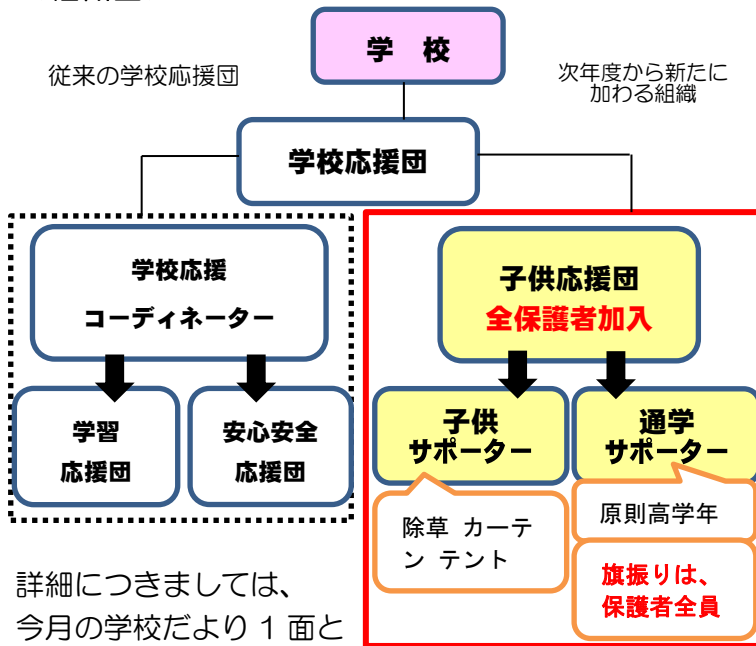 学　校
従来の学校応援団
次年度から新たに
加わる組織
学校応援団
学校応援
コーディネーター
学習
応援団
安心安全
応援団
子供応援団
全保護者加入
子供
サポーター
通学
サポーター
除草 カーテ
ン テント
原則高学年
旗振りは、
保護者全員
詳細につきましては、
今月の学校だより 1 面と